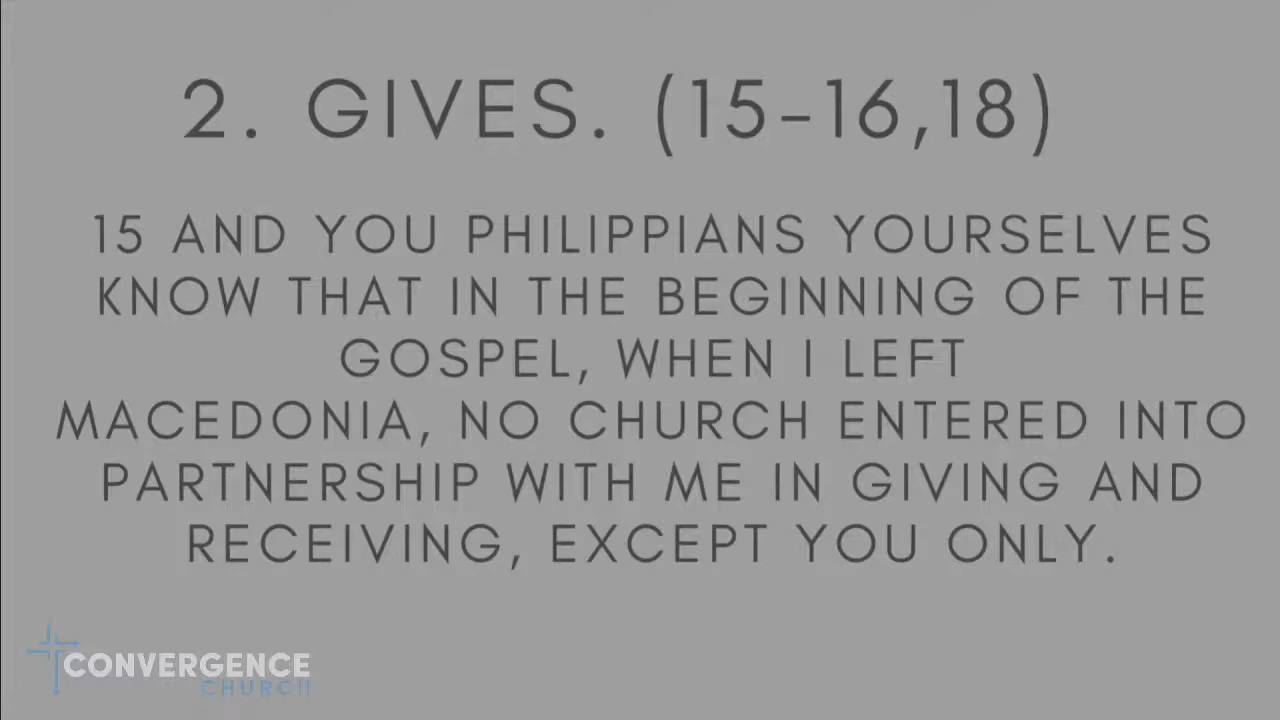 2. GIVES. (15-16,18)
15 AND YOU PHILIPPIANS YOURSELVES
KNOW THAT IN THE BEGINNING OF THE
GOSPEL, WHEN I LEFT
MACEDONIA, NO CHURCH ENTERED INTO
PARTNERSHIP WITH ME IN GIVING AND
RECEIVING, EXCEPT YOU ONLY.
CONVERGENCE
CHURCH